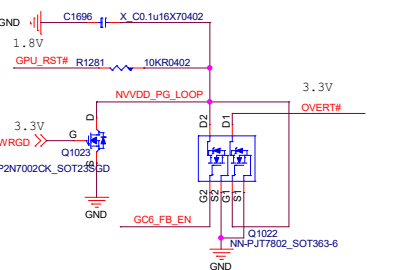 C1696 X_C0.1u16X70402
GND
1.8V
GPU_RST# R1281 10KR0402
3.3V
NVVDD_PG_LOOP OVERT#
D D2 D1
3.3V
WRGD G
Q1023 S
P2N7002CK_SOT23SGD
G2 S2 G1 S1
GND
GC6_FB_EN
Q1022
NN-PJT7802_SOT363-6
GND